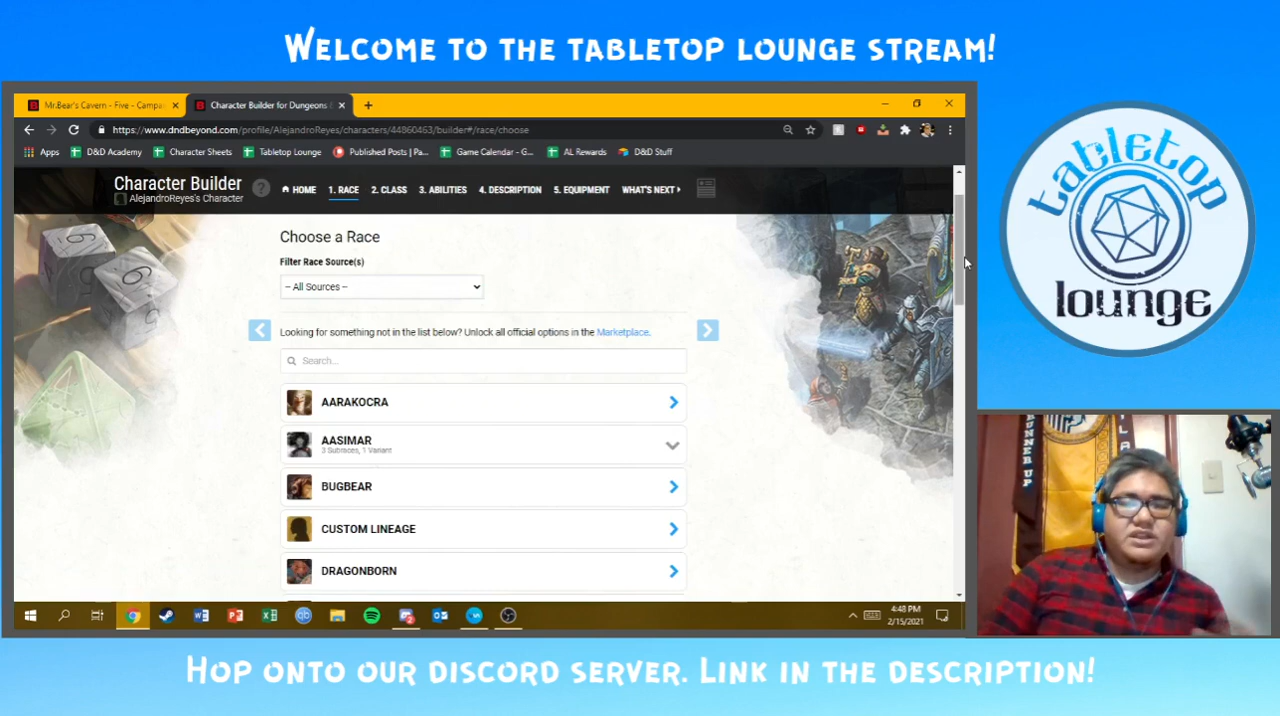 WELCOME TO THE TABLETOP LOUNGE STREAM!
Mr.Bear's Cavern - Five - Campa
Character Builder for Dungeons &
https://www.dndbeyond.com/profile/AlejandroReyes/characters/44860463/builder#/race/choose
Apps
D&D Academy
Character Sheets
Tabletop Lounge
Published Posts | Pa...
Game Calendar - G...
AL Rewards
D&D Stuff
Character Builder
AlejandroReyes's Character
?
HOME
1. RACE
2. CLASS
3. ABILITIES
4. DESCRIPTION
5. EQUIPMENT
WHAT'S NEXT
Choose a Race
Filter Race Source(s)
-- All Sources --
Looking for something not in the list below? Unlock all official options in the Marketplace.
Search...
AARAKOCRA
AASIMAR
3 Subraces, 1 Variant
BUGBEAR
CUSTOM LINEAGE
DRAGONBORN
4:48 PM
2/15/2021
tabletop
lounge
RUNNER UP
HOP ONTO OUR DISCORD SERVER. LINK IN THE DESCRIPTION!